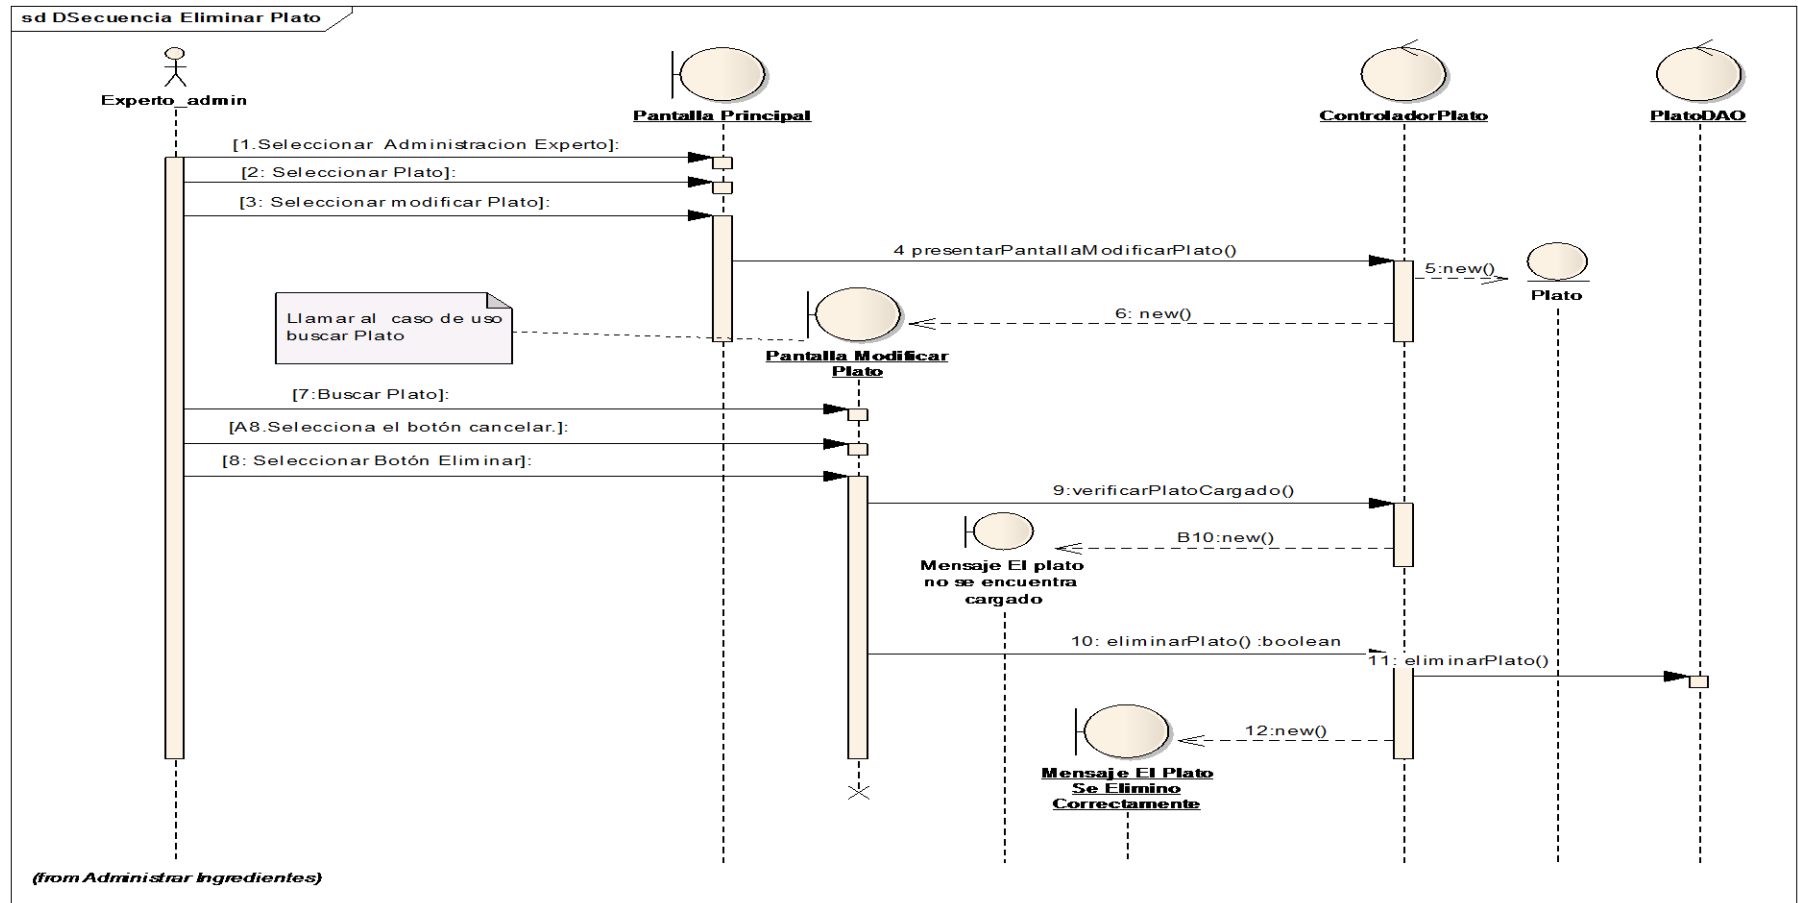 sd DSecuencia Eliminar Plato
Experto_admin
Pantalla Principal
ControladorPlato
PlatoDAO
[1.Seleccionar Administracion Experto]:
[2: Seleccionar Plato]:
[3: Seleccionar modificar Plato]:
4 presentarPantallaModificarPlato()
5:new()
Plato
6: new()
Llamar al caso de uso
buscar Plato
Pantalla Modificar
Plato
[7:Buscar Plato]:
[A8.Selecciona el botón cancelar.]:
[8: Seleccionar Botón Eliminar]:
9:verificarPlatoCargado()
B10:new()
Mensaje El plato
no se encuentra
cargado
10: eliminarPlato() :boolean
11: eliminarPlato()
12:new()
Mensaje El Plato
Se Elimino
Correctamente
(from Administrar Ingredientes)